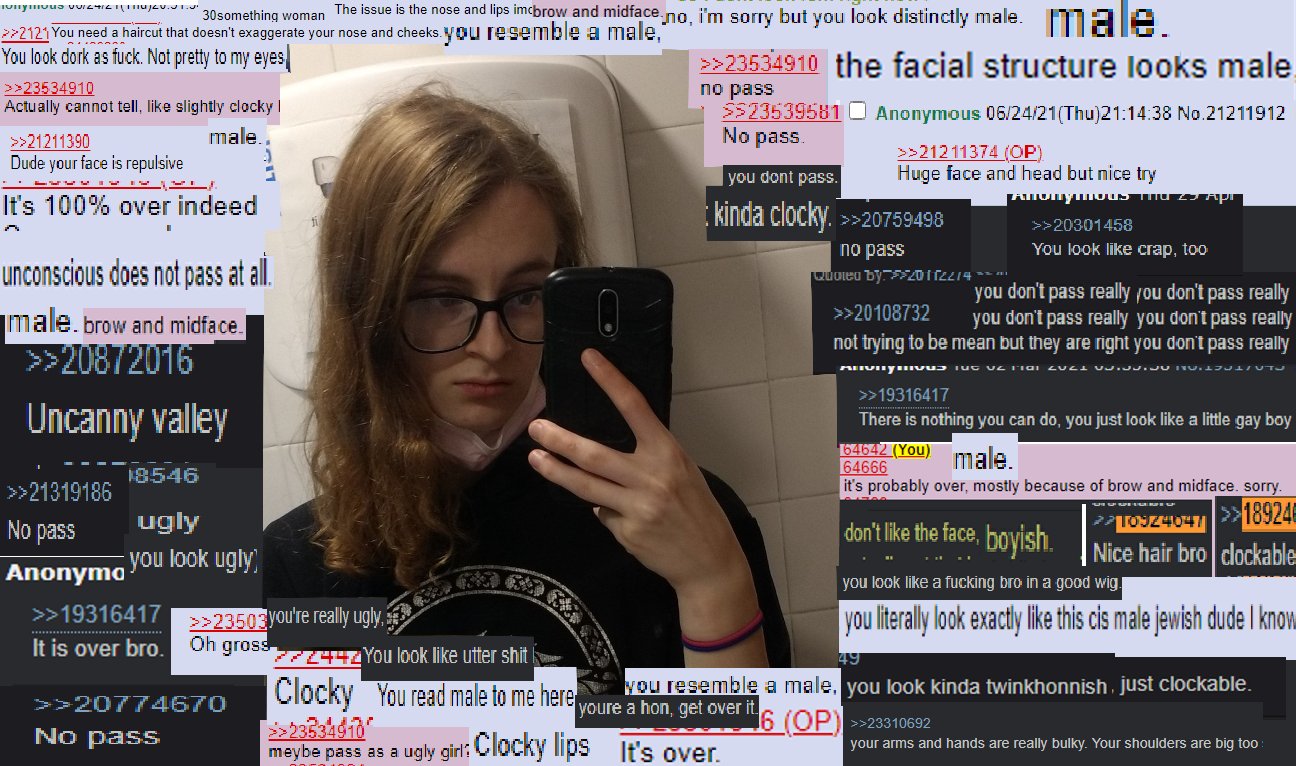 30something woman
The issue is the nose and lips imo
brow and midface.
no, i'm sorry but you look distinctly male.
male.
>>2121
You need a haircut that doesn't exaggerate your nose and cheeks.
you resemble a male,
You look dork as fuck. Not pretty to my eyes,
>>23534910
no pass
the facial structure looks male,
>>23534910
Actually cannot tell, like slightly clocky
>>23539581
No pass.
Anonymous 06/24/21(Thu)21:14:38 No.21211912
>>21211390
male.
Dude your face is repulsive
>>21211374 (OP)
Huge face and head but nice try
you dont pass.
It's 100% over indeed
kinda clocky.
>>20759498
no pass
Anonymous Thu 29 Apr
>>20301458
You look like crap, too
unconscious does not pass at all.
Quoted By: >>20112274
you don't pass really you don't pass really
>>20108732
you don't pass really you don't pass really
not trying to be mean but they are right you don't pass really
male. brow and midface.
>>20872016
Uncanny valley
Anonymous Tue 02 Mar 2021
>>19316417
There is nothing you can do, you just look like a little gay boy
64642 (You)
64666
male.
it's probably over, mostly because of brow and midface. sorry.
8546
>>21319186
No pass
ugly
you look ugly)
don't like the face, boyish.
>>18924647
Nice hair bro
>>18924
clockable
Anonymo
you look like a fucking bro in a good wig.
>>19316417
It is over bro.
>>23503
Oh gross
you're really ugly,
you literally look exactly like this cis male jewish dude I know
>>2442
You look like utter shit
49
Clocky
You read male to me here
you resemble a male,
you look kinda twinkhonnish, just clockable.
>>20774670
No pass
youre a hon, get over it.
6 (OP)
>>23534910
meybe pass as a ugly girl?
Clocky lips
It's over.
>>23310692
your arms and hands are really bulky. Your shoulders are big too